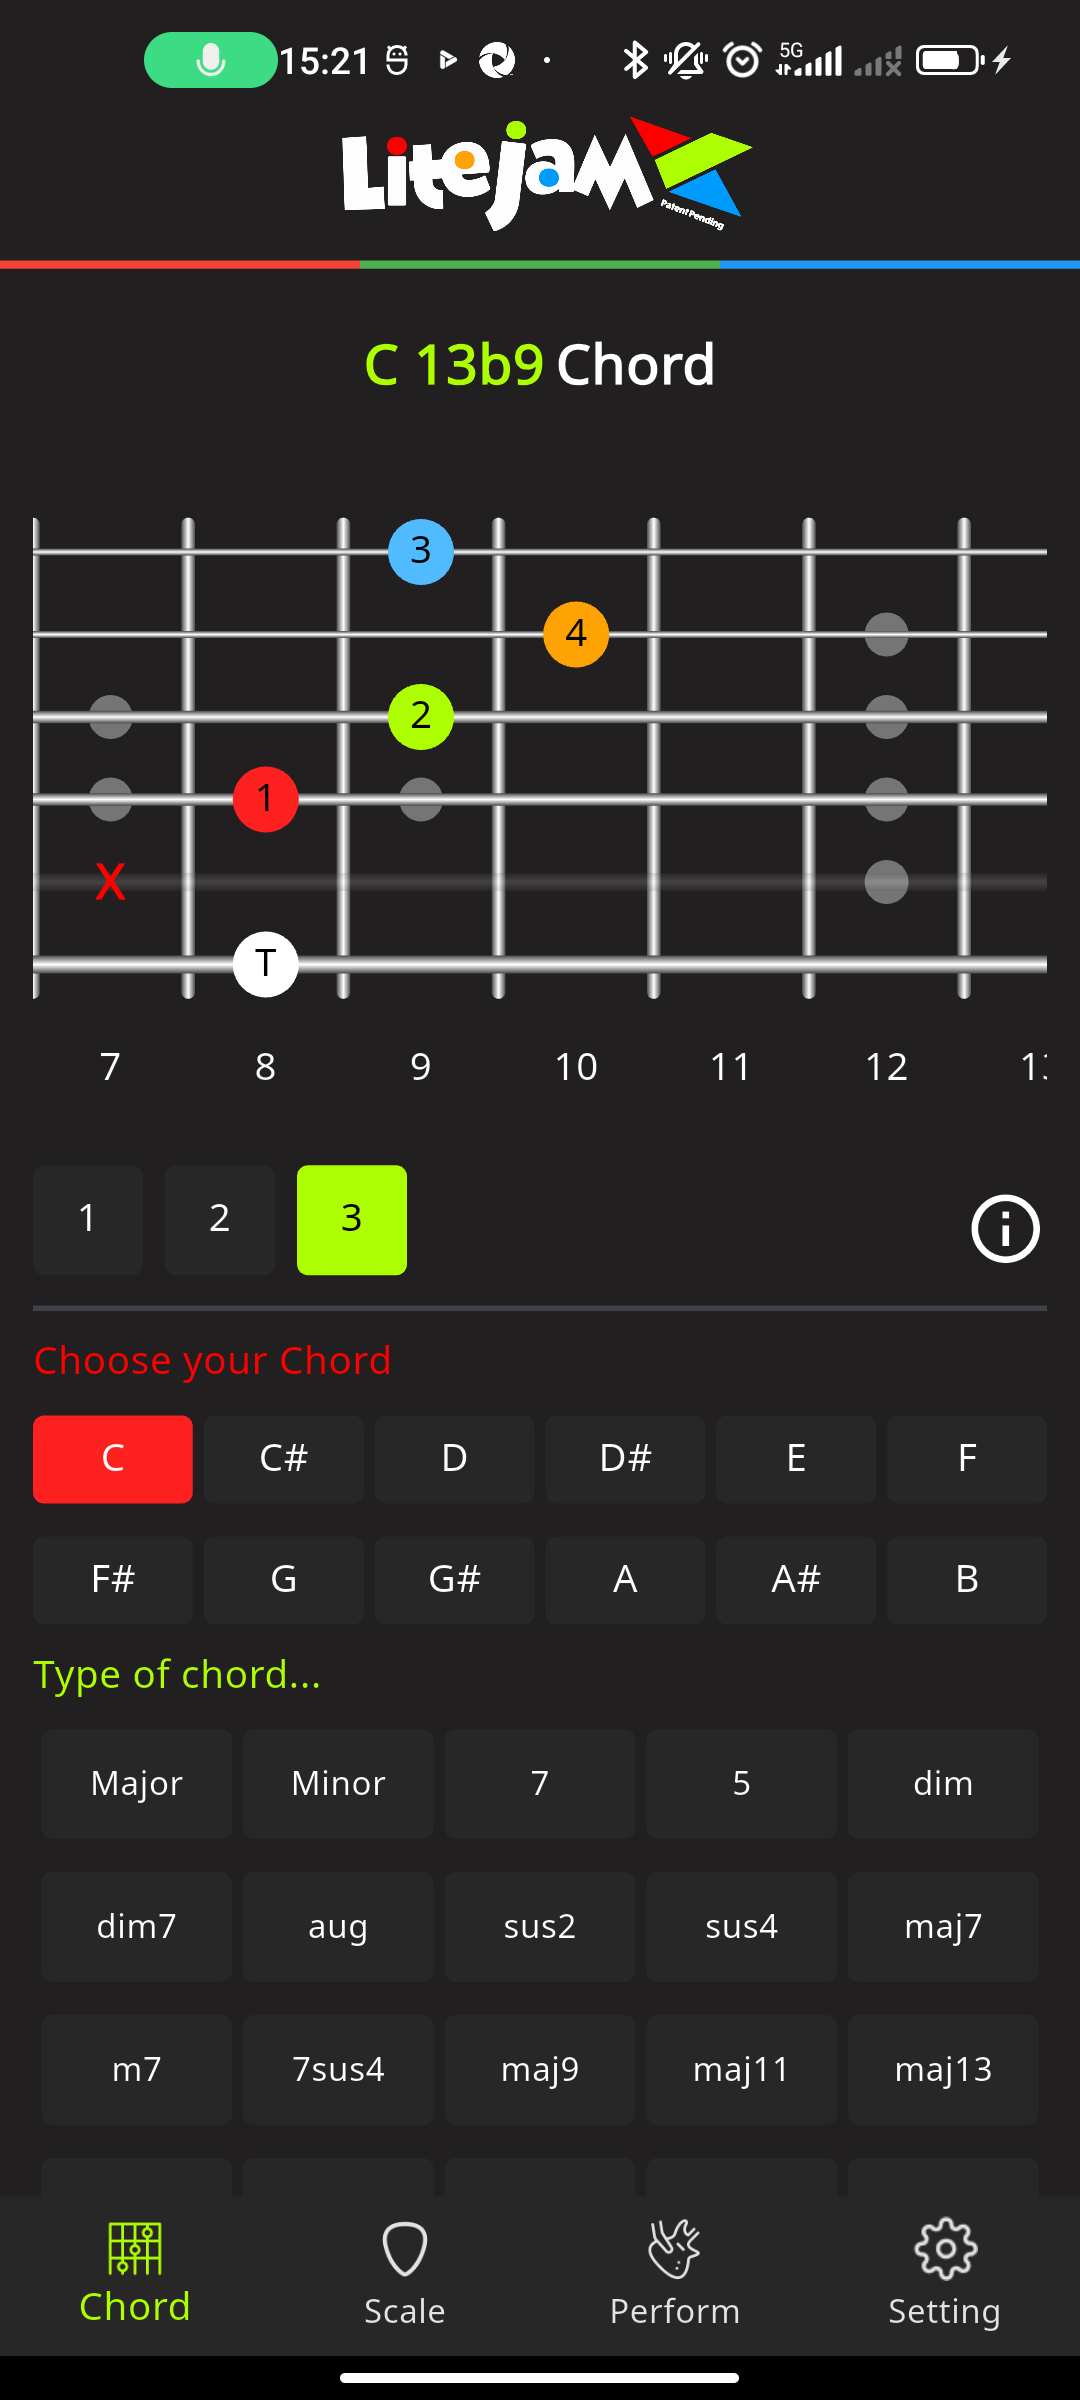 15:21 5G
Litejam
Patent Pending
C 13b9 Chord
3
4
2
1
X
T
7 8 9 10 11 12
1 2 3
Choose your Chord
C C# D D# E F
F# G G# A A# B
Type of chord...
Major Minor 7 5 dim
dim7 aug sus2 sus4 maj7
m7 7sus4 maj9 maj11 maj13
Chord Scale Perform Setting